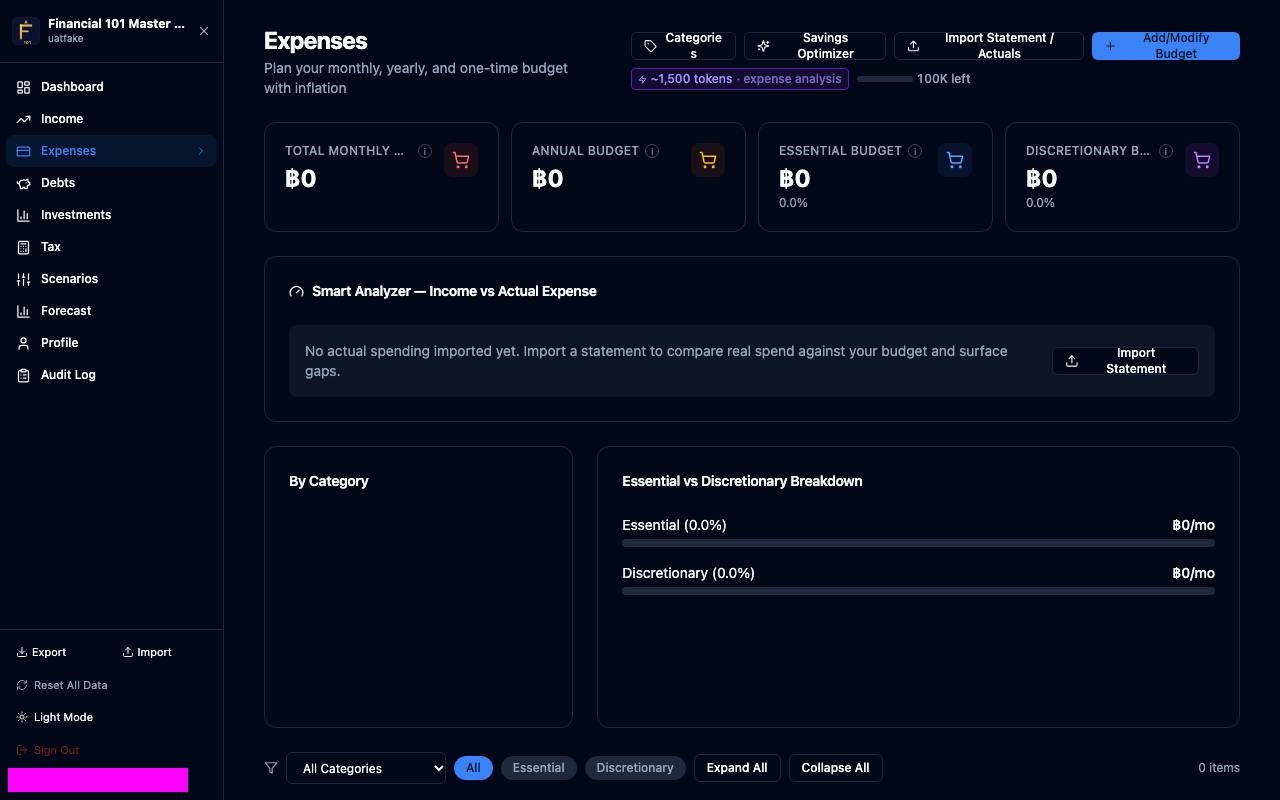 Financial 101 Master ...
uatfake
Dashboard
Income
Expenses
Debts
Investments
Tax
Scenarios
Forecast
Profile
Audit Log
Export
Import
Reset All Data
Light Mode
Sign Out
Expenses
Plan your monthly, yearly, and one-time budget
with inflation
Categorie
s
Savings
Optimizer
Import Statement /
Actuals
Add/Modify
Budget
~1,500 tokens · expense analysis
100K left
TOTAL MONTHLY ...
฿0
ANNUAL BUDGET
฿0
ESSENTIAL BUDGET
฿0
0.0%
DISCRETIONARY B...
฿0
0.0%
Smart Analyzer — Income vs Actual Expense
No actual spending imported yet. Import a statement to compare real spend against your budget and surface
gaps.
Import
Statement
By Category
Essential vs Discretionary Breakdown
Essential (0.0%)
฿0/mo
Discretionary (0.0%)
฿0/mo
All Categories
All
Essential
Discretionary
Expand All
Collapse All
0 items